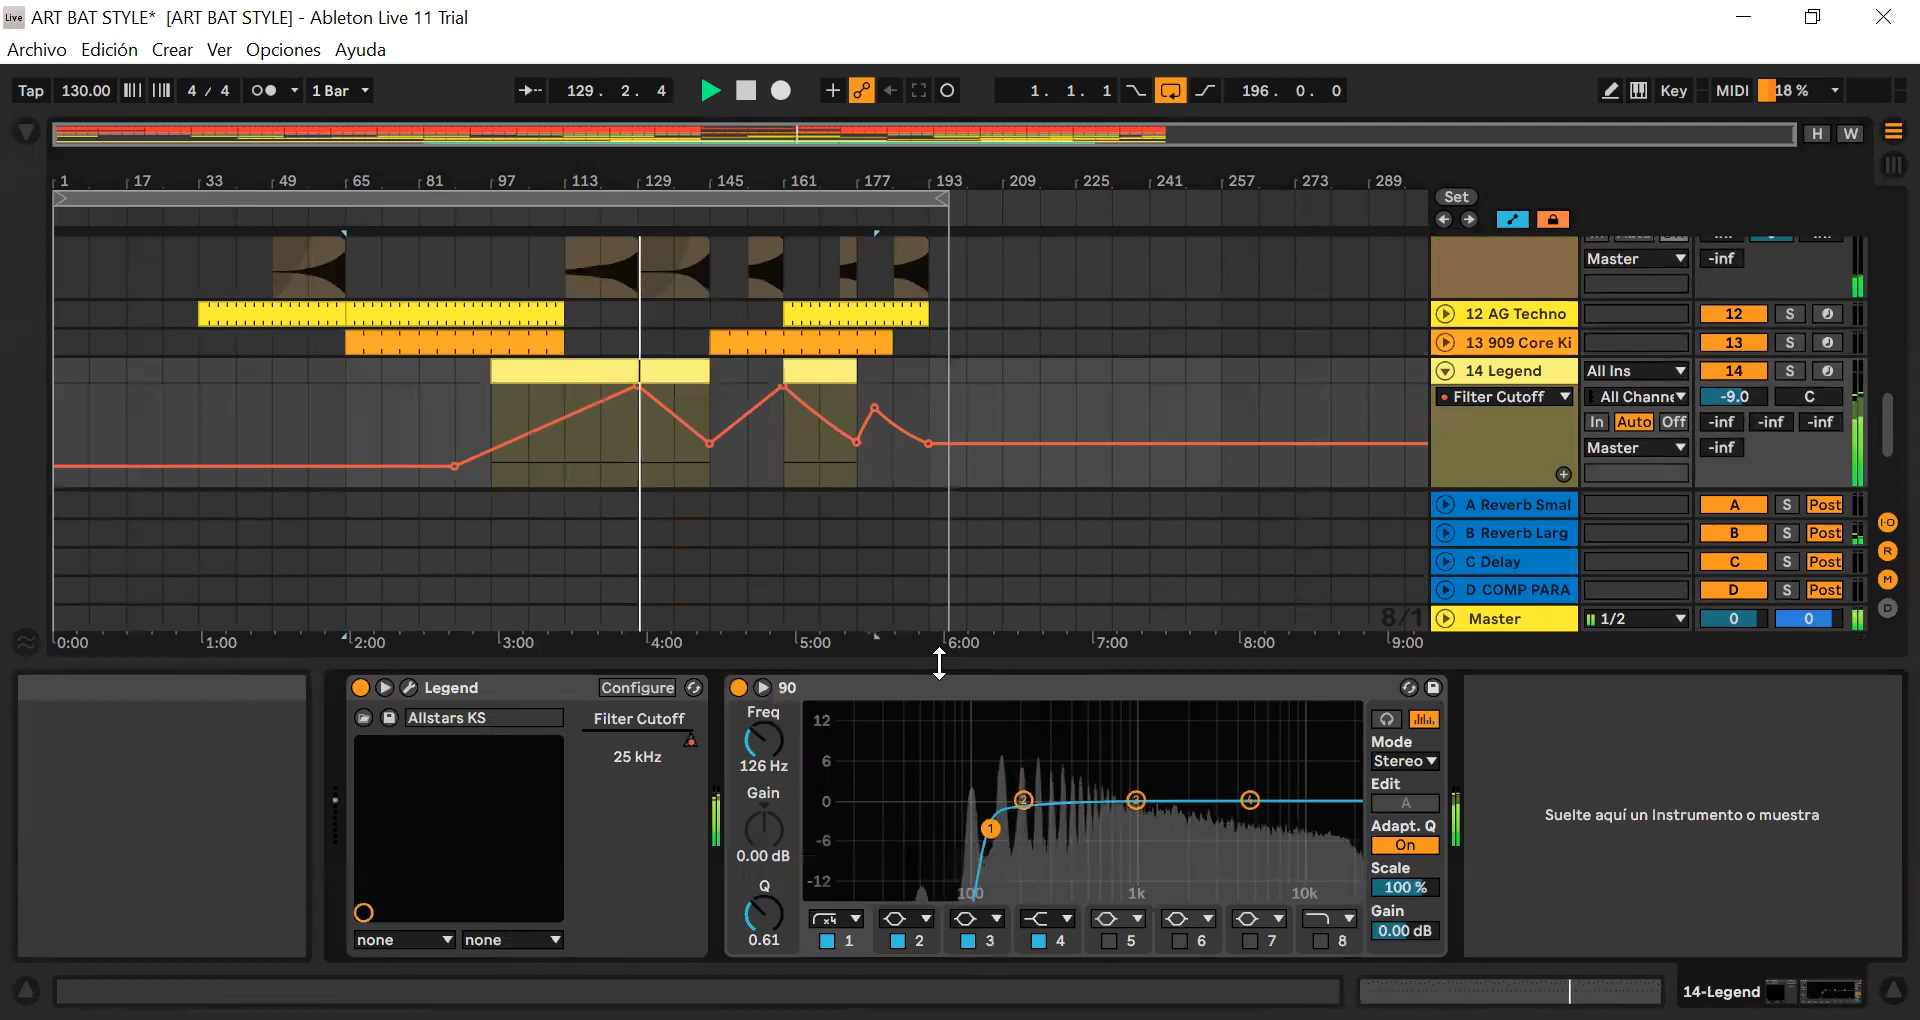 Live ART BAT STYLE* [ART BAT STYLE] - Ableton Live 11 Trial
Archivo Edición Crear Ver Opciones Ayuda
Tap 130.00 4 / 4 1 Bar 129. 2. 4 1. 1. 1 196. 0. 0 Key MIDI 18 %
H W
1 17 33 49 65 81 97 113 129 145 161 177 193 209 225 241 257 273 289
Set
Master -inf
12 AG Techno 12 S
13 909 Core Ki 13 S
14 Legend All Ins 14 S
Filter Cutoff All Channe -9.0 C
In Auto Off -inf -inf -inf
Master -inf
A Reverb Smal A S Post
B Reverb Larg B S Post
C Delay C S Post
D COMP PARA D S Post
8/1 Master 1/2 0 0
0:00 1:00 2:00 3:00 4:00 5:00 6:00 7:00 8:00 9:00
I·O
R
M
D
Legend Configure
Allstars KS
Filter Cutoff
25 kHz
none none
90
Freq
126 Hz
Gain
0.00 dB
Q
0.61
12
6
0
-6
-12
100 1k 10k
1 2 3 4
x4
1 2 3 4 5 6 7 8
Mode
Stereo
Edit
A
Adapt. Q
On
Scale
100 %
Gain
0.00 dB
Suelte aquí un Instrumento o muestra
14-Legend